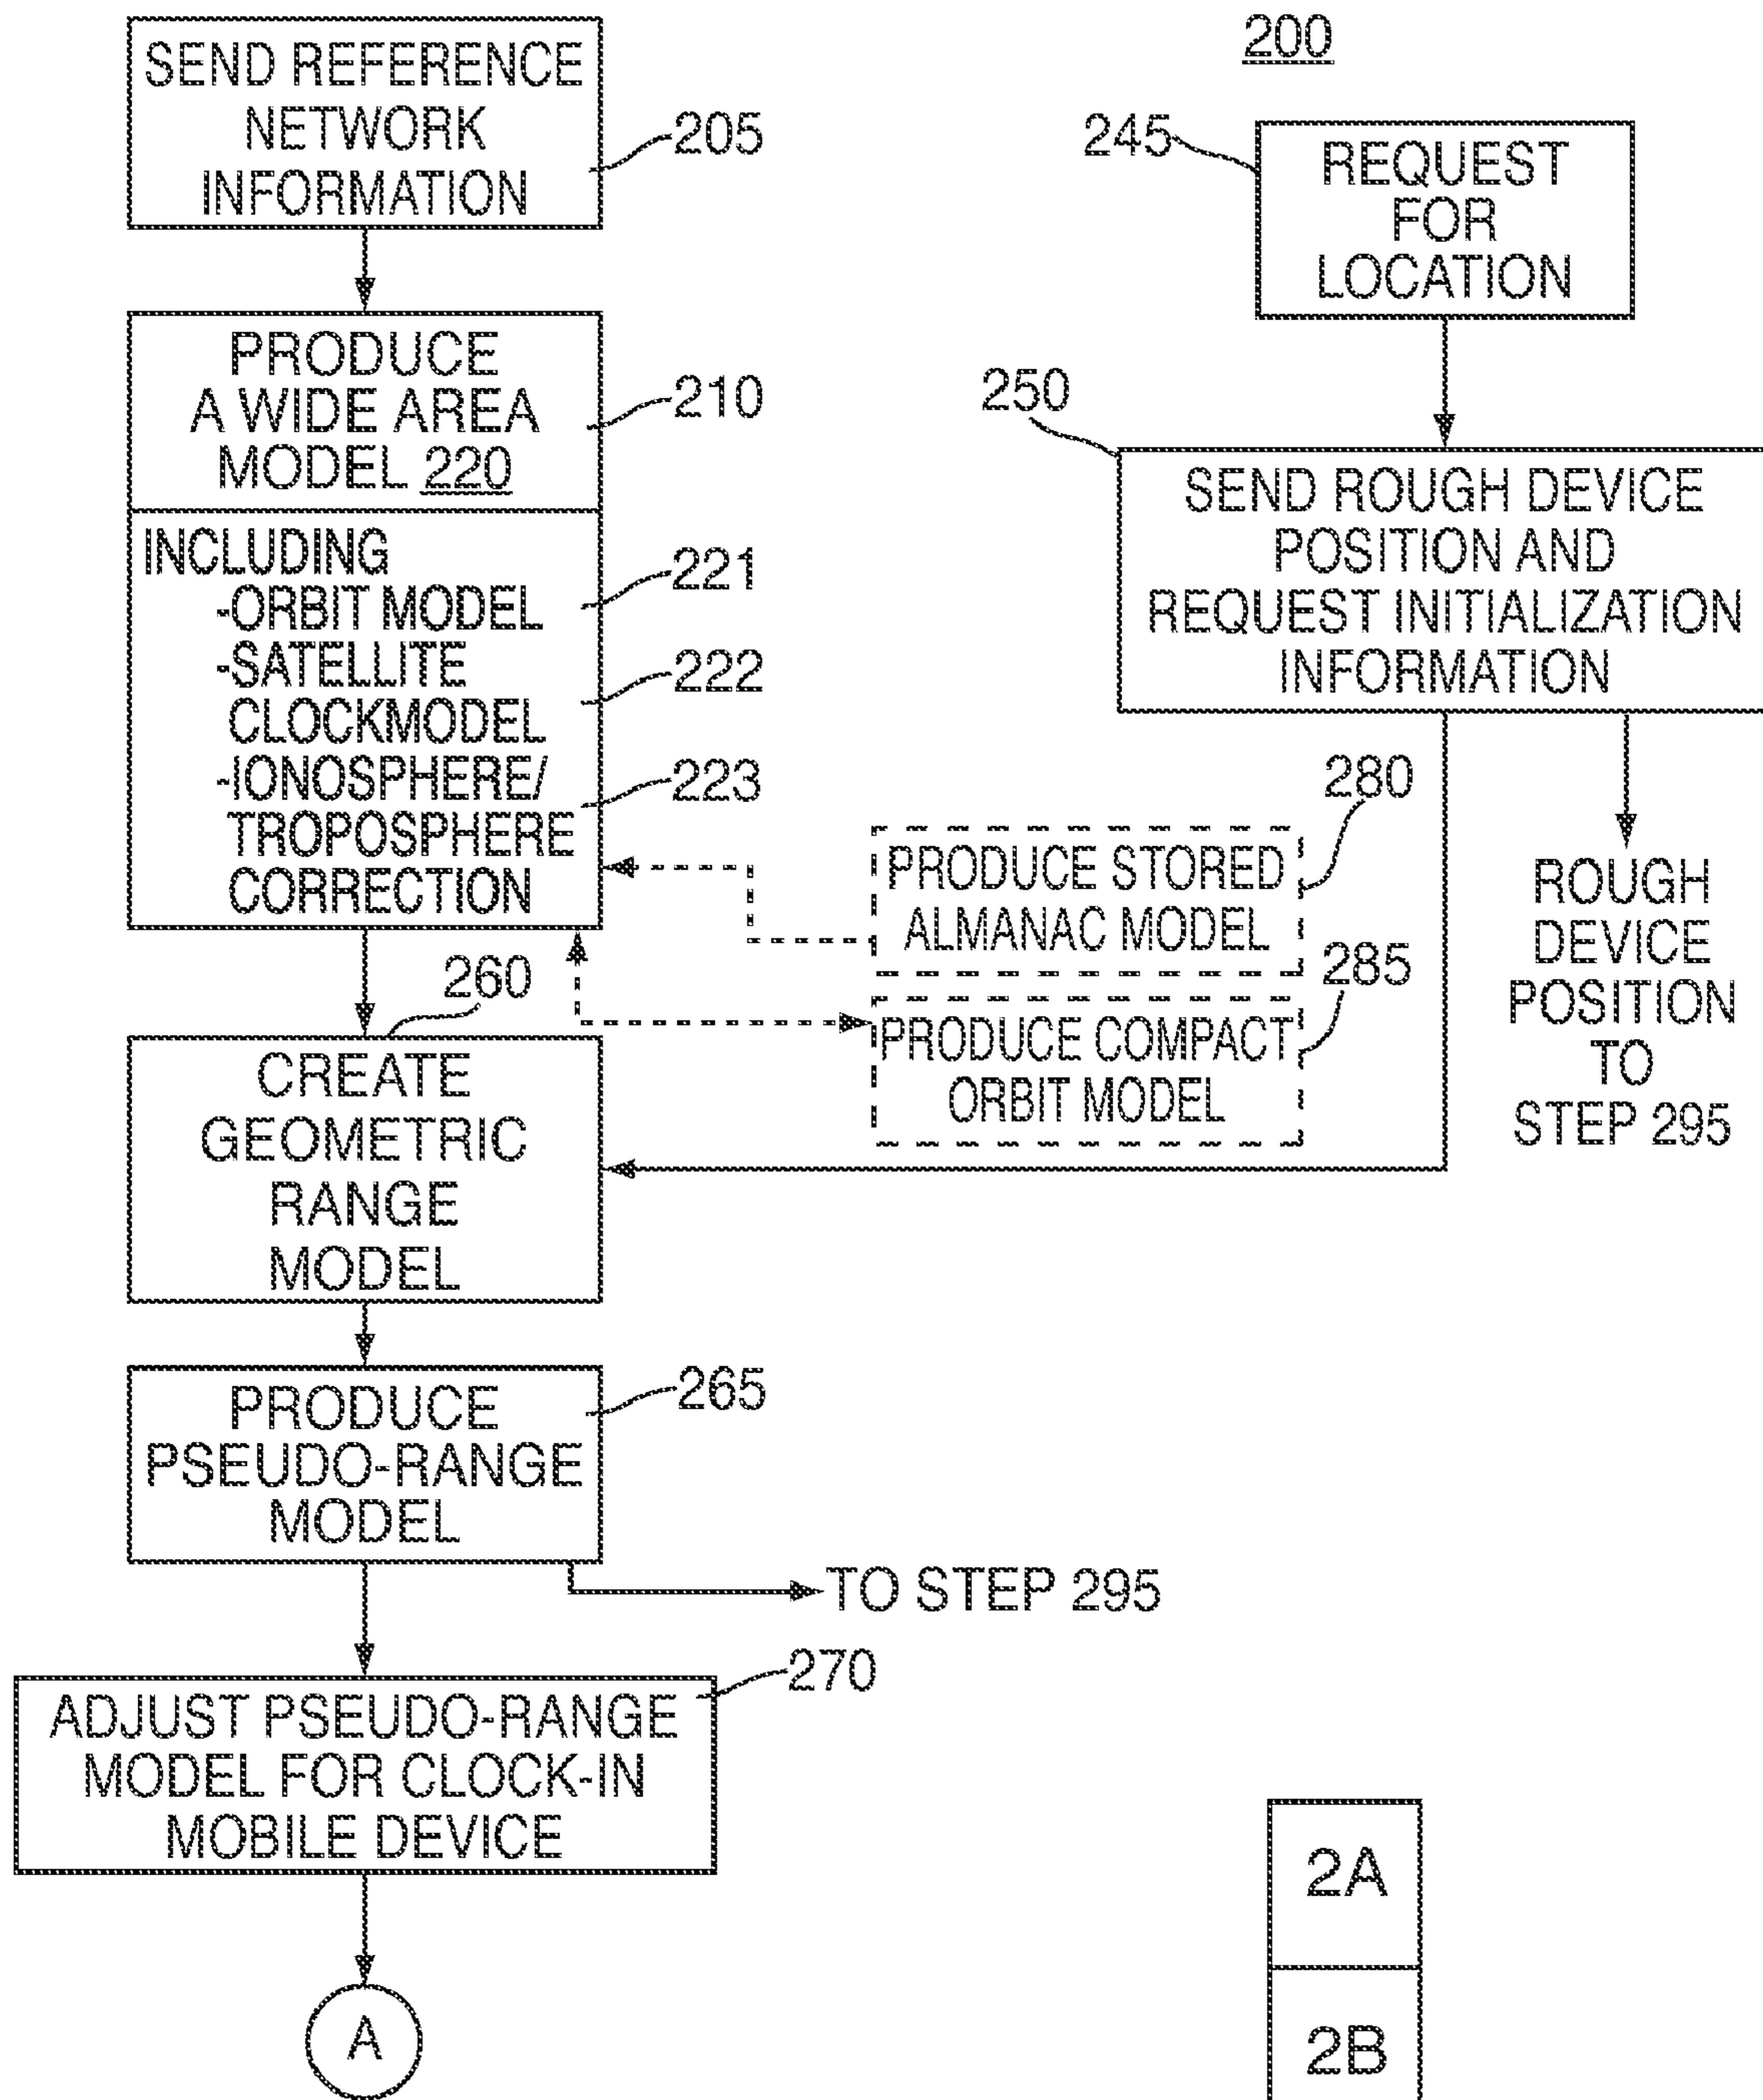 200
SEND REFERENCE
NETWORK
INFORMATION
205
PRODUCE
A WIDE AREA
MODEL 220
210
INCLUDING
-ORBIT MODEL
-SATELLITE
CLOCKMODEL
-IONOSPHERE/
TROPOSPHERE
CORRECTION
221
222
223
245
REQUEST
FOR
LOCATION
250
SEND ROUGH DEVICE
POSITION AND
REQUEST INITIALIZATION
INFORMATION
280
PRODUCE STORED
ALMANAC MODEL
285
PRODUCE COMPACT
ORBIT MODEL
ROUGH
DEVICE
POSITION
TO
STEP 295
260
CREATE
GEOMETRIC
RANGE
MODEL
265
PRODUCE
PSEUDO-RANGE
MODEL
TO STEP 295
270
ADJUST PSEUDO-RANGE
MODEL FOR CLOCK-IN
MOBILE DEVICE
A
2A
2B